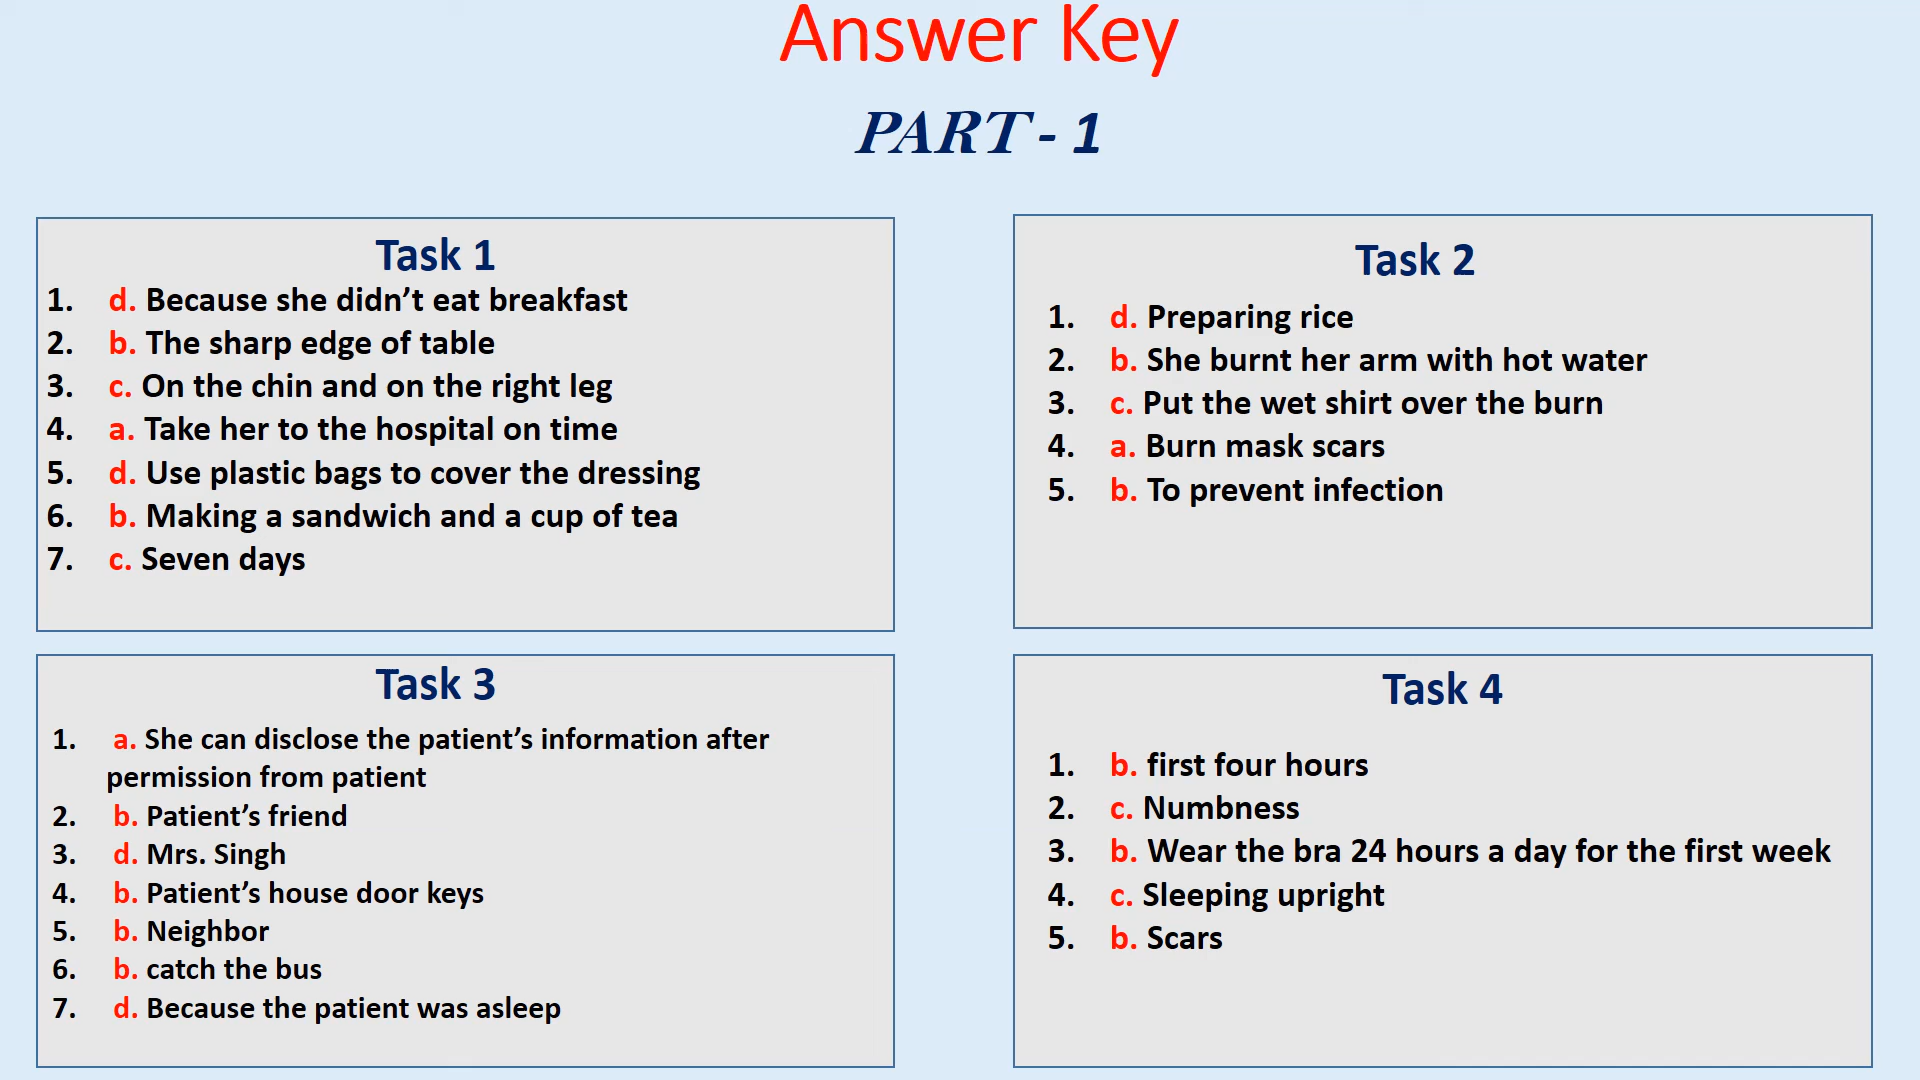 Answer Key
PART - 1
Task 1
1. d. Because she didn’t eat breakfast
2. b. The sharp edge of table
3. c. On the chin and on the right leg
4. a. Take her to the hospital on time
5. d. Use plastic bags to cover the dressing
6. b. Making a sandwich and a cup of tea
7. c. Seven days
Task 2
1. d. Preparing rice
2. b. She burnt her arm with hot water
3. c. Put the wet shirt over the burn
4. a. Burn mask scars
5. b. To prevent infection
Task 3
1. a. She can disclose the patient’s information after
permission from patient
2. b. Patient’s friend
3. d. Mrs. Singh
4. b. Patient’s house door keys
5. b. Neighbor
6. b. catch the bus
7. d. Because the patient was asleep
Task 4
1. b. first four hours
2. c. Numbness
3. b. Wear the bra 24 hours a day for the first week
4. c. Sleeping upright
5. b. Scars